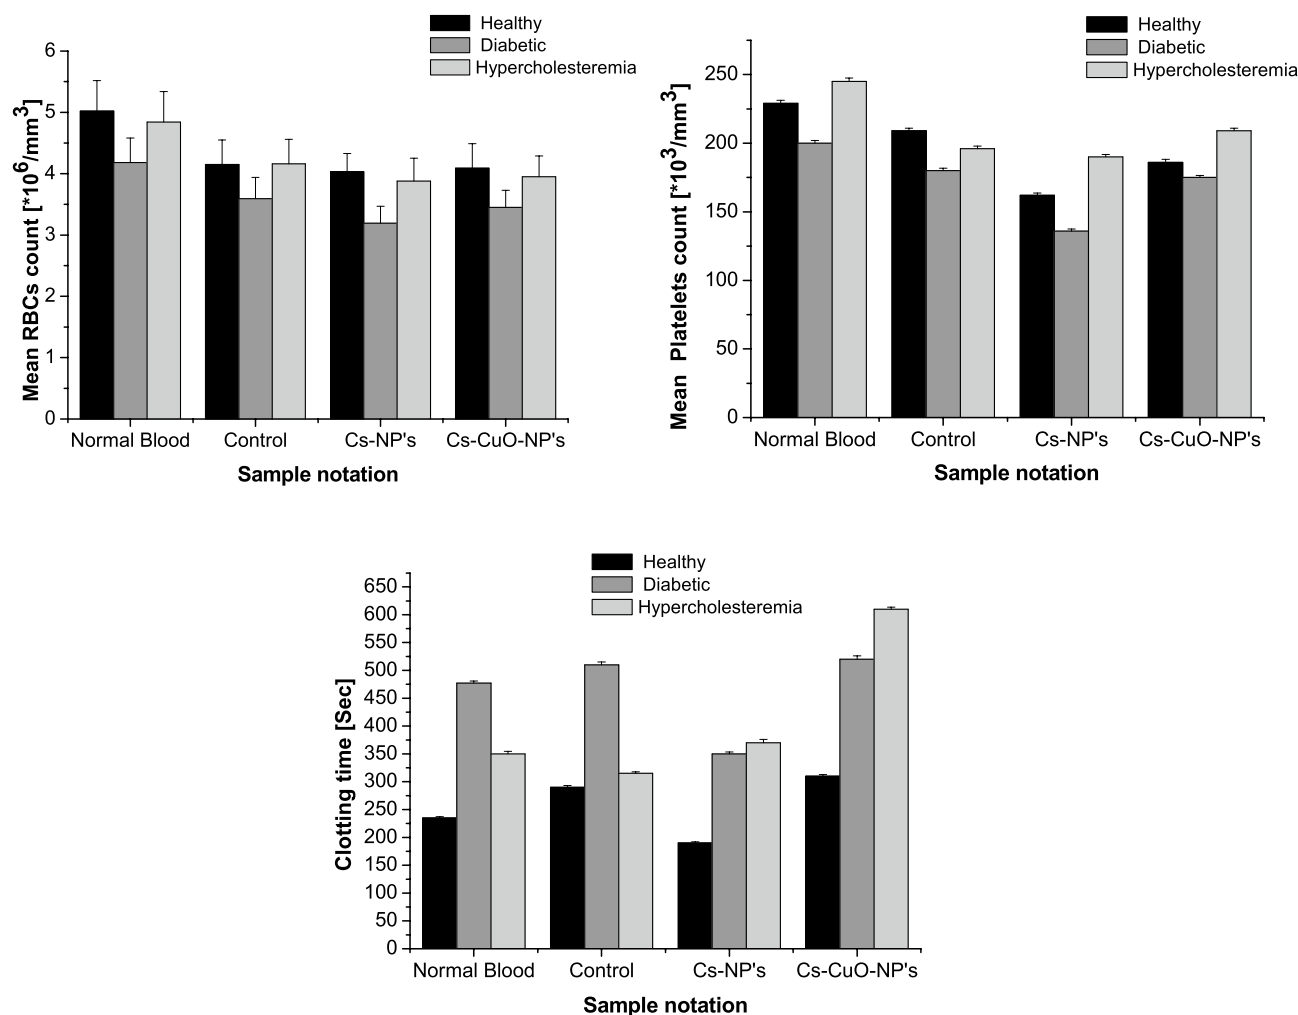 Healthy
Diabetic
Hypercholesteremia
6
5
4
3
2
1
0
Mean RBCs count [*10^6/mm^3]
Normal Blood Control Cs-NP's Cs-CuO-NP's
Sample notation
Healthy
Diabetic
Hypercholesteremia
250
200
150
100
50
0
Mean Platelets count [*10^3/mm^3]
Normal Blood Control Cs-NP's Cs-CuO-NP's
Sample notation
Healthy
Diabetic
Hypercholesteremia
650
600
550
500
450
400
350
300
250
200
150
100
50
0
Clotting time [Sec]
Normal Blood Control Cs-NP's Cs-CuO-NP's
Sample notation